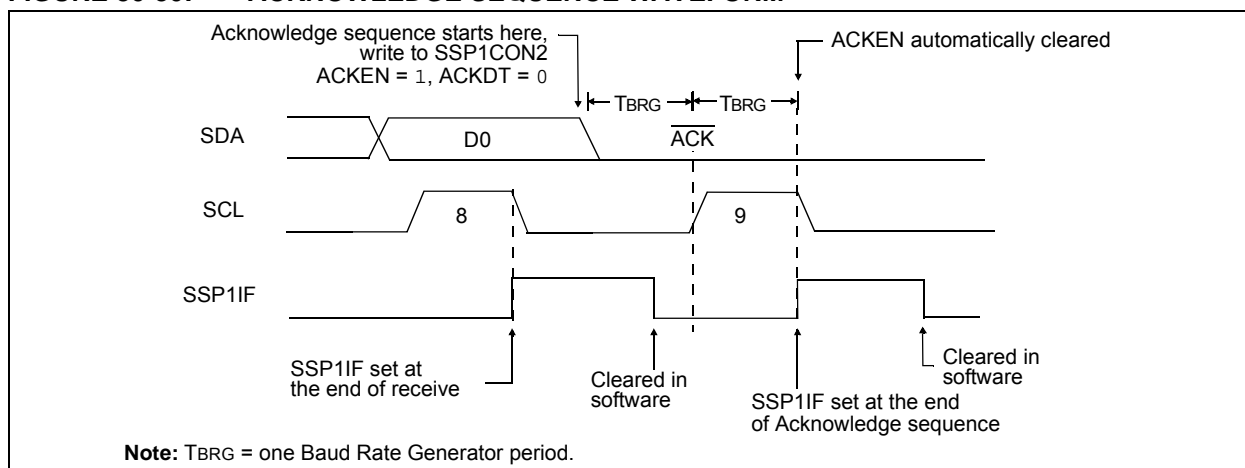 Acknowledge sequence starts here,
write to SSP1CON2
ACKEN = 1, ACKDT = 0
ACKEN automatically cleared
TBRG
TBRG
SDA
D0
ACK
SCL
8
9
SSP1IF
SSP1IF set at
the end of receive
Cleared in
software
SSP1IF set at the end
of Acknowledge sequence
Cleared in
software
Note: TBRG = one Baud Rate Generator period.